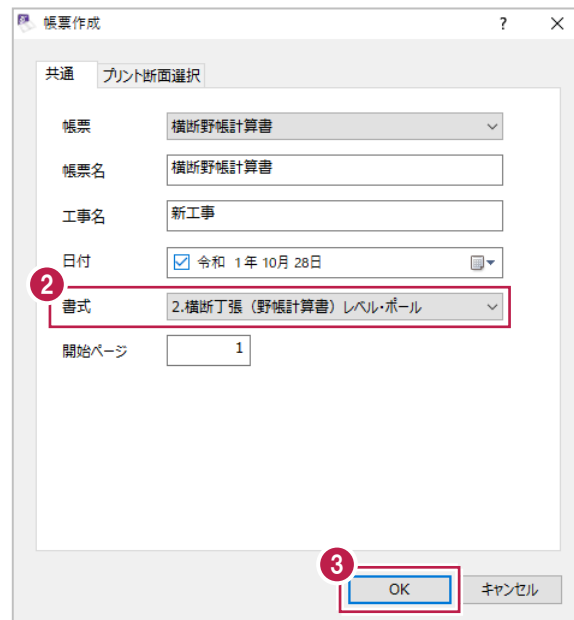 帳票作成 ?
共通 プリント断面選択
帳票 横断野帳計算書
帳票名 横断野帳計算書
工事名 新工事
日付 令和 1年 10月 28日
2
書式 2.横断丁張（野帳計算書）レベル・ポール
開始ページ 1
3
OK キャンセル